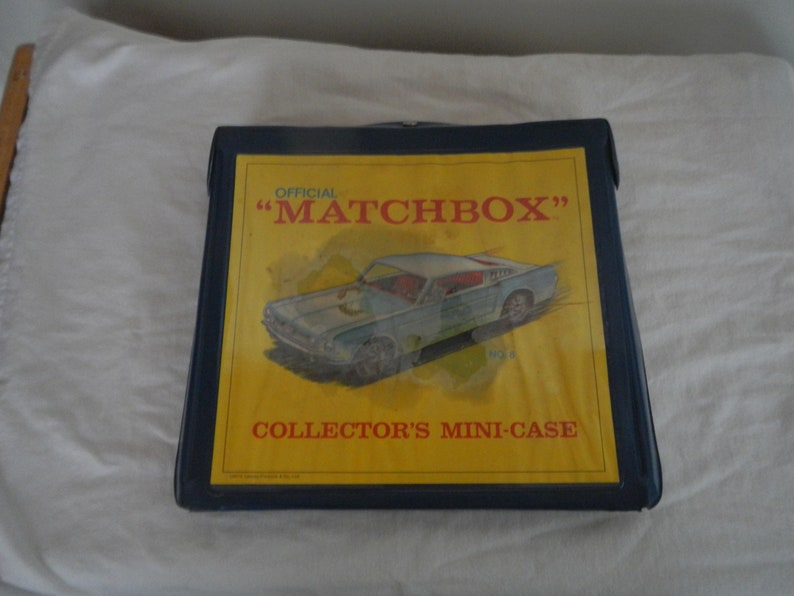 OFFICIAL
“MATCHBOX”
NO. 8
COLLECTOR'S MINI-CASE